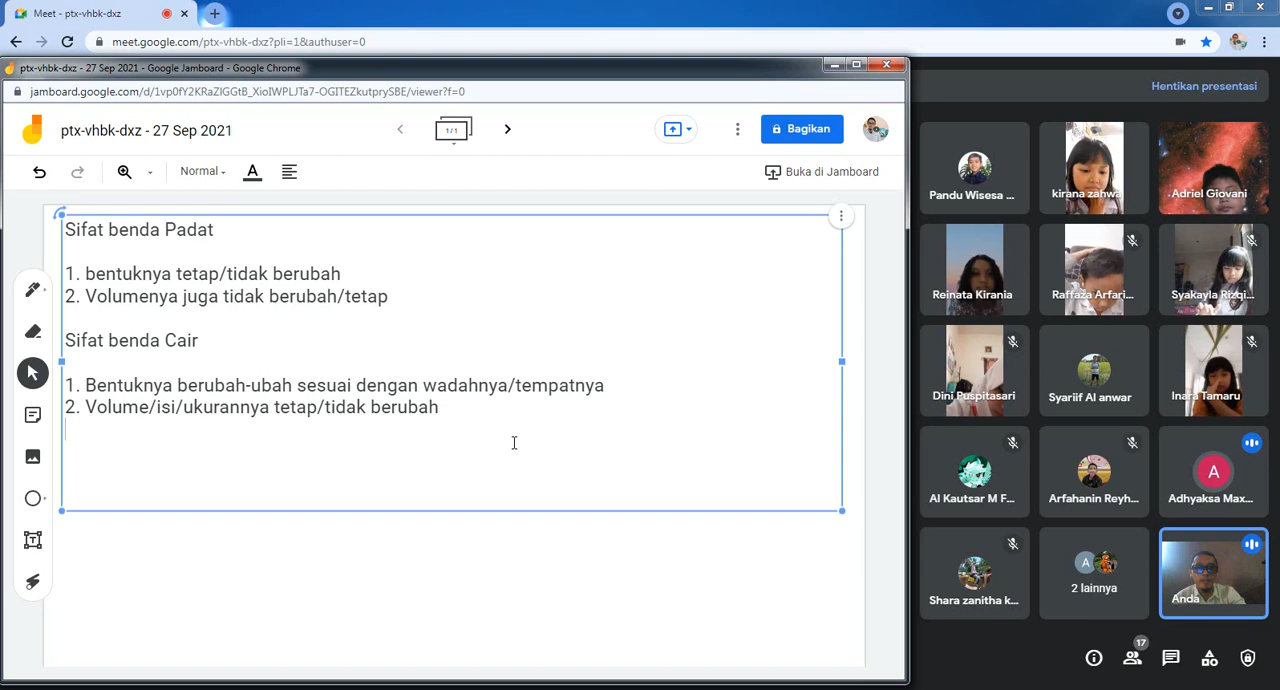 Meet - ptx-vhbk-dxz
meet.google.com/ptx-vhbk-dxz?pli=1&authuser=0
ptx-vhbk-dxz - 27 Sep 2021 - Google Jamboard - Google Chrome
jamboard.google.com/d/1vp0fY2KRaZIGGtB_XioIWPLJTa7-OGITEZkutprySBE/viewer?f=0
Hentikan presentasi
ptx-vhbk-dxz - 27 Sep 2021
1/1
Bagikan
Normal
A
Buka di Jamboard
Sifat benda Padat
1. bentuknya tetap/tidak berubah
2. Volumenya juga tidak berubah/tetap
Sifat benda Cair
1. Bentuknya berubah-ubah sesuai dengan wadahnya/tempatnya
2. Volume/isi/ukurannya tetap/tidak berubah
Pandu Wisesa ...
kirana zahwa
Adriel Giovani
Reinata Kirania
Raffaza Arfari...
Syakayla Rizqi...
Dini Puspitasari
Syariif Al anwar
Inara Tamaru
Al Kautsar M F...
Arfahanin Reyh...
A
Adhyaksa Max...
Shara zanitha k...
A
2 lainnya
Anda
17